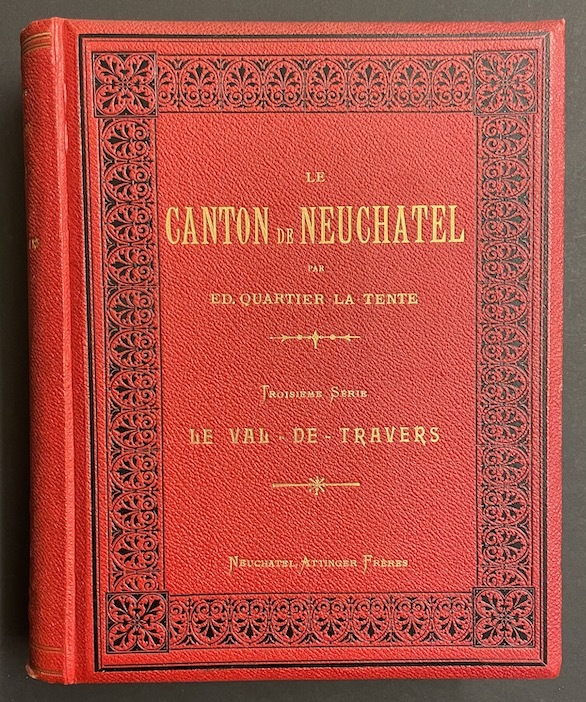 LE
CANTON DE NEUCHATEL
PAR
ED. QUARTIER-LA-TENTE
TROISIÈME SÉRIE
LE VAL-DE-TRAVERS
NEUCHATEL, ATTINGER FRÈRES